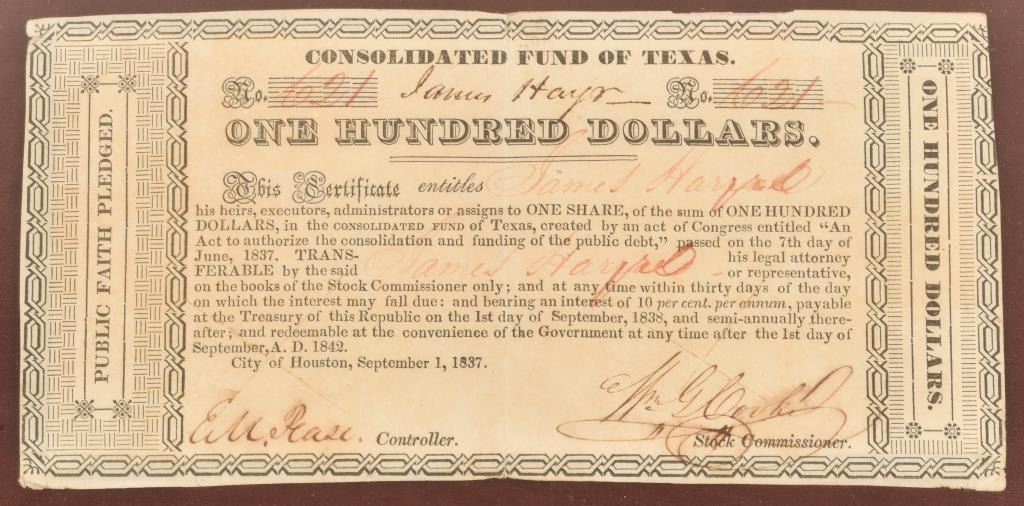 PUBLIC FAITH PLEDGED.
CONSOLIDATED FUND OF TEXAS.
No. 621 James No. 621
ONE HUNDRED DOLLARS.
This Certificate entitles James
his heirs, executors, administrators or assigns to ONE SHARE, of the sum of ONE HUNDRED
DOLLARS, in the CONSOLIDATED FUND of Texas, created by an act of Congress entitled "An
Act to authorize the consolidation and funding of the public debt," passed on the 7th day of
June, 1837. TRANS- his legal attorney
FERABLE by the said James - or representative,
on the books of the Stock Commissioner only; and at any time within thirty days of the day
on which the interest may fall due: and bearing an interest of 10 per cent. per annum, payable
at the Treasury of this Republic on the 1st day of September, 1838, and semi-annually there-
after; and redeemable at the convenience of the Government at any time after the 1st day of
September, A. D. 1842.
City of Houston, September 1, 1837.
E. M. Pease. Controller.
Wm G Cooke
Stock Commissioner.
ONE HUNDRED DOLLARS.